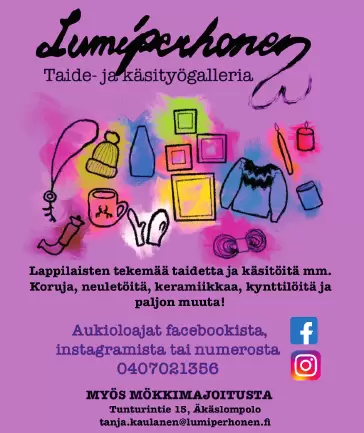 Lumiperhonen
Taide- ja käsityögalleria
Lappilaisten tekemää taidetta ja käsitöitä mm.
Koruja, neuletöitä, keramiikkaa, kynttilöitä ja
paljon muuta!
Aukioloajat facebookista,
instagramista tai numerosta
0407021356
MYÖS MÖKKIMAJOITUSTA
Tunturintie 15, Äkäslompolo
tanja.kaulanen@lumiperhonen.fi